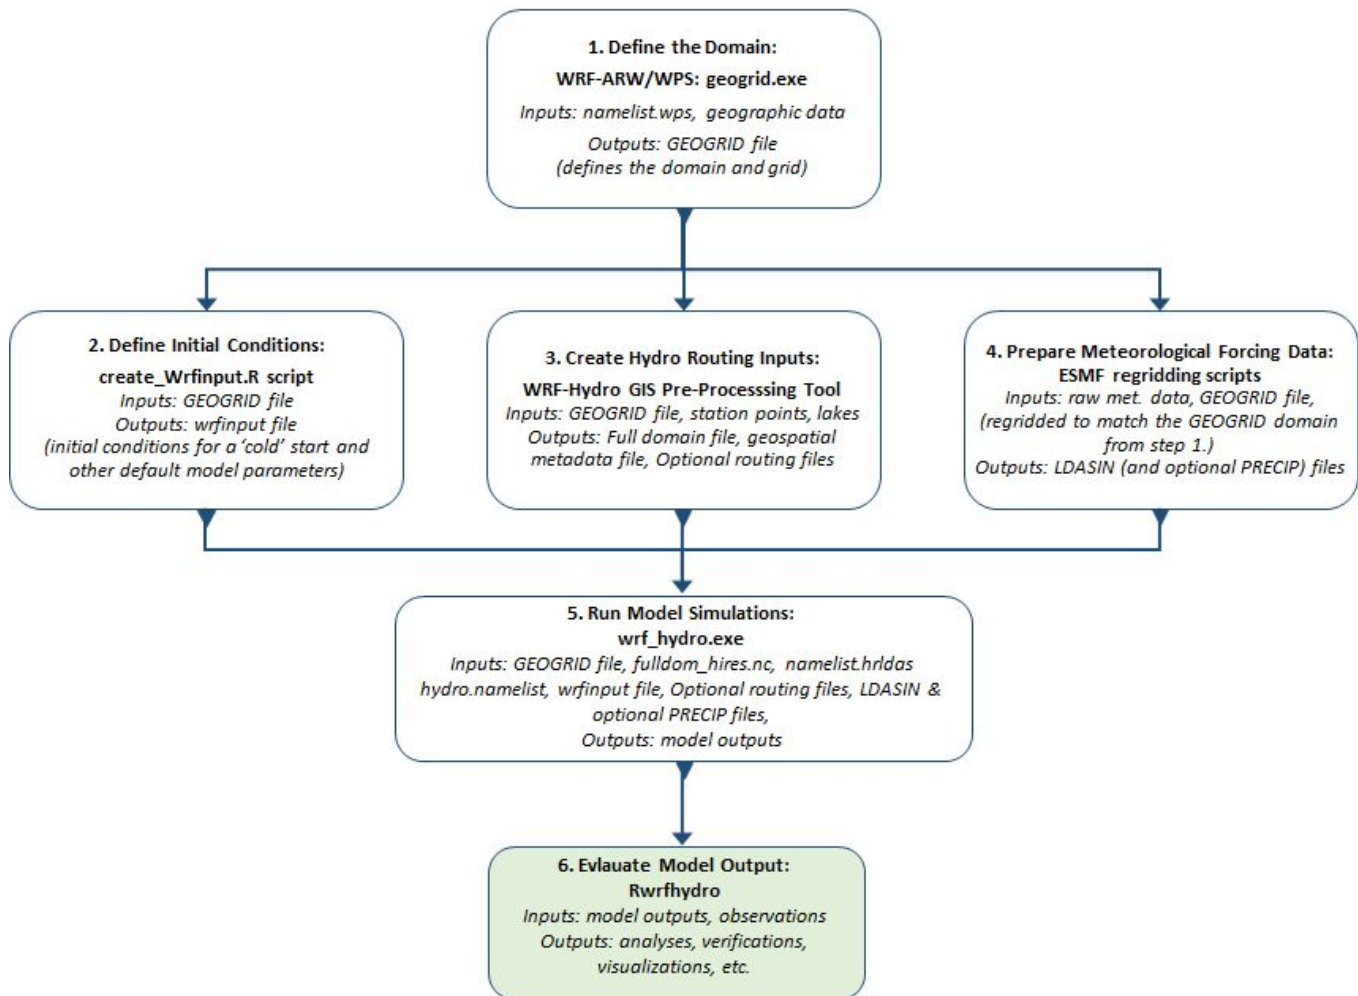 1. Define the Domain:
WRF-ARW/WPS: geogrid.exe
Inputs: namelist.wps, geographic data
Outputs: GEOGRID file
(defines the domain and grid)
2. Define Initial Conditions:
create_Wrfinput.R script
Inputs: GEOGRID file
Outputs: wrfinput file
(initial conditions for a ‘cold’ start and
other default model parameters)
3. Create Hydro Routing Inputs:
WRF-Hydro GIS Pre-Processsing Tool
Inputs: GEOGRID file, station points, lakes
Outputs: Full domain file, geospatial
metadata file, Optional routing files
4. Prepare Meteorological Forcing Data:
ESMF regridding scripts
Inputs: raw met. data, GEOGRID file,
(regridded to match the GEOGRID domain
from step 1.)
Outputs: LDASIN (and optional PRECIP) files
5. Run Model Simulations:
wrf_hydro.exe
Inputs: GEOGRID file, fulldom_hires.nc, namelist.hrldas
hydro.namelist, wrfinput file, Optional routing files, LDASIN &
optional PRECIP files,
Outputs: model outputs
6. Evlauate Model Output:
Rwrfhydro
Inputs: model outputs, observations
Outputs: analyses, verifications,
visualizations, etc.